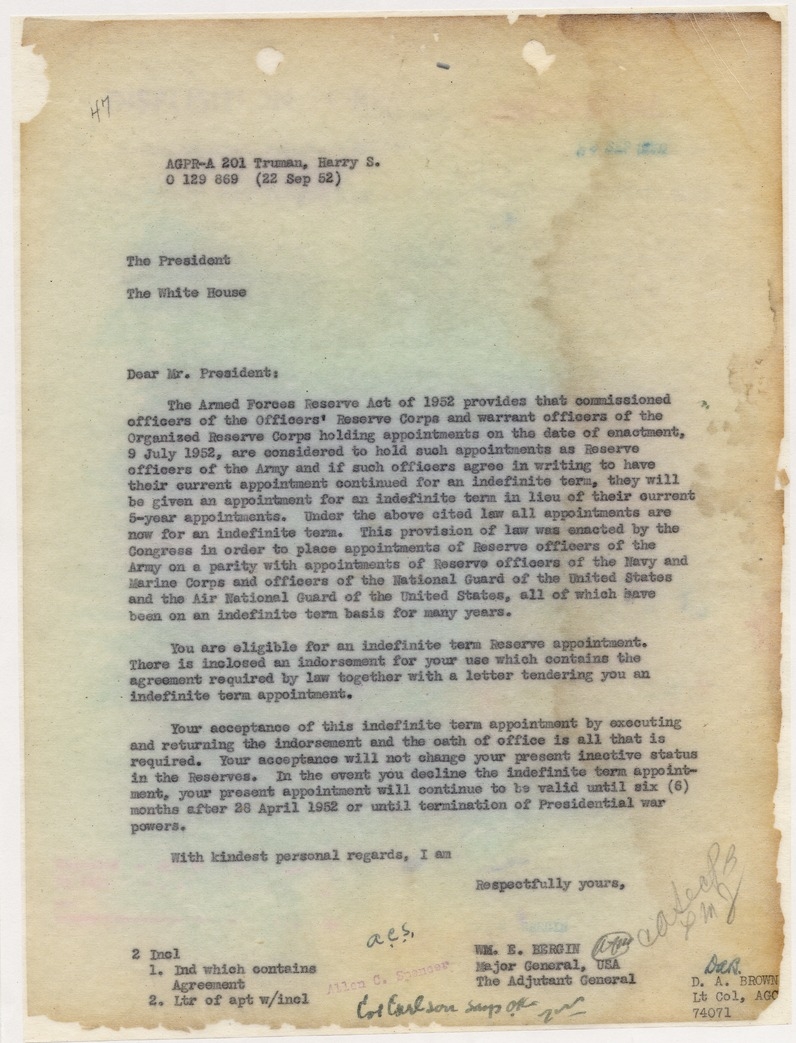 47
AGPR-A 201 Truman, Harry S.
O 129 869 (22 Sep 52)
The President
The White House
Dear Mr. President:
The Armed Forces Reserve Act of 1952 provides that commissioned
officers of the Officers' Reserve Corps and warrant officers of the
Organized Reserve Corps holding appointments on the date of enactment,
9 July 1952, are considered to hold such appointments as Reserve
officers of the Army and if such officers agree in writing to have
their current appointment continued for an indefinite term, they will
be given an appointment for an indefinite term in lieu of their current
5-year appointments. Under the above cited law all appointments are
now for an indefinite term. This provision of law was enacted by the
Congress in order to place appointments of Reserve officers of the
Army on a parity with appointments of Reserve officers of the Navy and
Marine Corps and officers of the National Guard of the United States
and the Air National Guard of the United States, all of which have
been on an indefinite term basis for many years.
You are eligible for an indefinite term Reserve appointment.
There is inclosed an indorsement for your use which contains the
agreement required by law together with a letter tendering you an
indefinite term appointment.
Your acceptance of this indefinite term appointment by executing
and returning the indorsement and the oath of office is all that is
required. Your acceptance will not change your present inactive status
in the Reserves. In the event you decline the indefinite term appoint-
ment, your present appointment will continue to be valid until six (6)
months after 28 April 1952 or until termination of Presidential war
powers.
With kindest personal regards, I am
Respectfully yours,
a.c.s.
2 Incl
1. Ind which contains
Agreement
2. Ltr of apt w/incl
Allen C. Spencer
Col Carlson says OK
WM. E. BERGIN
Major General, USA
The Adjutant General
DAB.
D. A. BROWN
Lt Col, AGC
74071